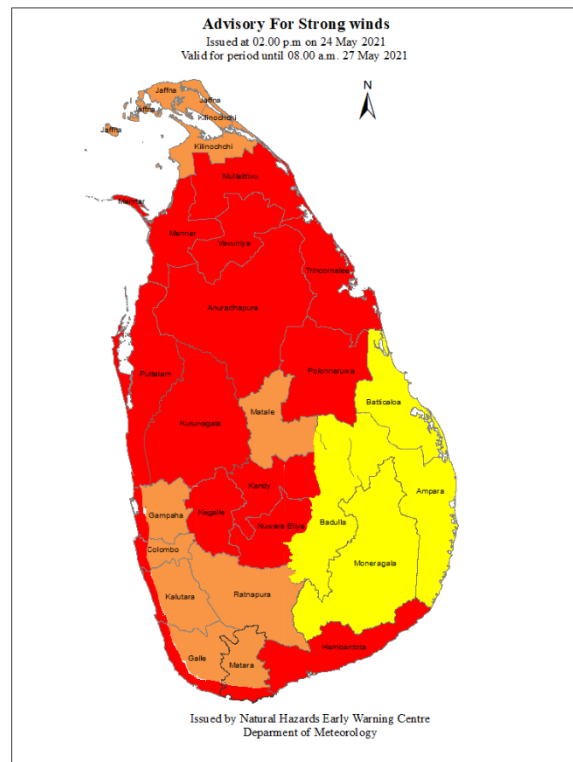 Advisory For Strong winds
Issued at 02.00 p.m on 24 May 2021
Valid for period until 08.00 a.m. 27 May 2021
N
Jaffna
Jaffna
Jaffna
Kilinochchi
Jaffna
Kilinochchi
Mullaitivu
Mannar
Mannar
Vavuniya
Trincomalee
Anuradhapura
Puttalam
Polonnaruwa
Batticaloa
Matale
Kurunegala
Kandy
Ampara
Kegalle
Gampaha
Nuwara Eliya
Badulla
Colombo
Moneragala
Kalutara
Ratnapura
Hambantota
Galle
Matara
Issued by Natural Hazards Early Warning Centre
Deparment of Meteorology